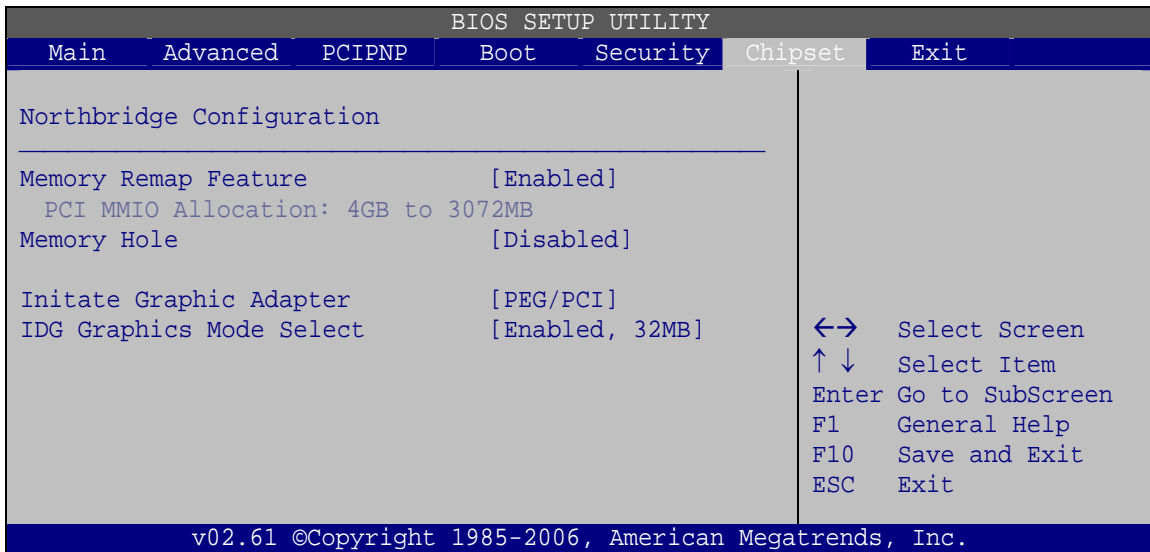 BIOS SETUP UTILITY
Main Advanced PCIPNP Boot Security Chipset Exit
Northbridge Configuration
Memory Remap Feature [Enabled]
PCI MMIO Allocation: 4GB to 3072MB
Memory Hole [Disabled]
Initate Graphic Adapter [PEG/PCI]
IDG Graphics Mode Select [Enabled, 32MB]
←→ Select Screen
↑ ↓ Select Item
Enter Go to SubScreen
F1 General Help
F10 Save and Exit
ESC Exit
v02.61 ©Copyright 1985-2006, American Megatrends, Inc.